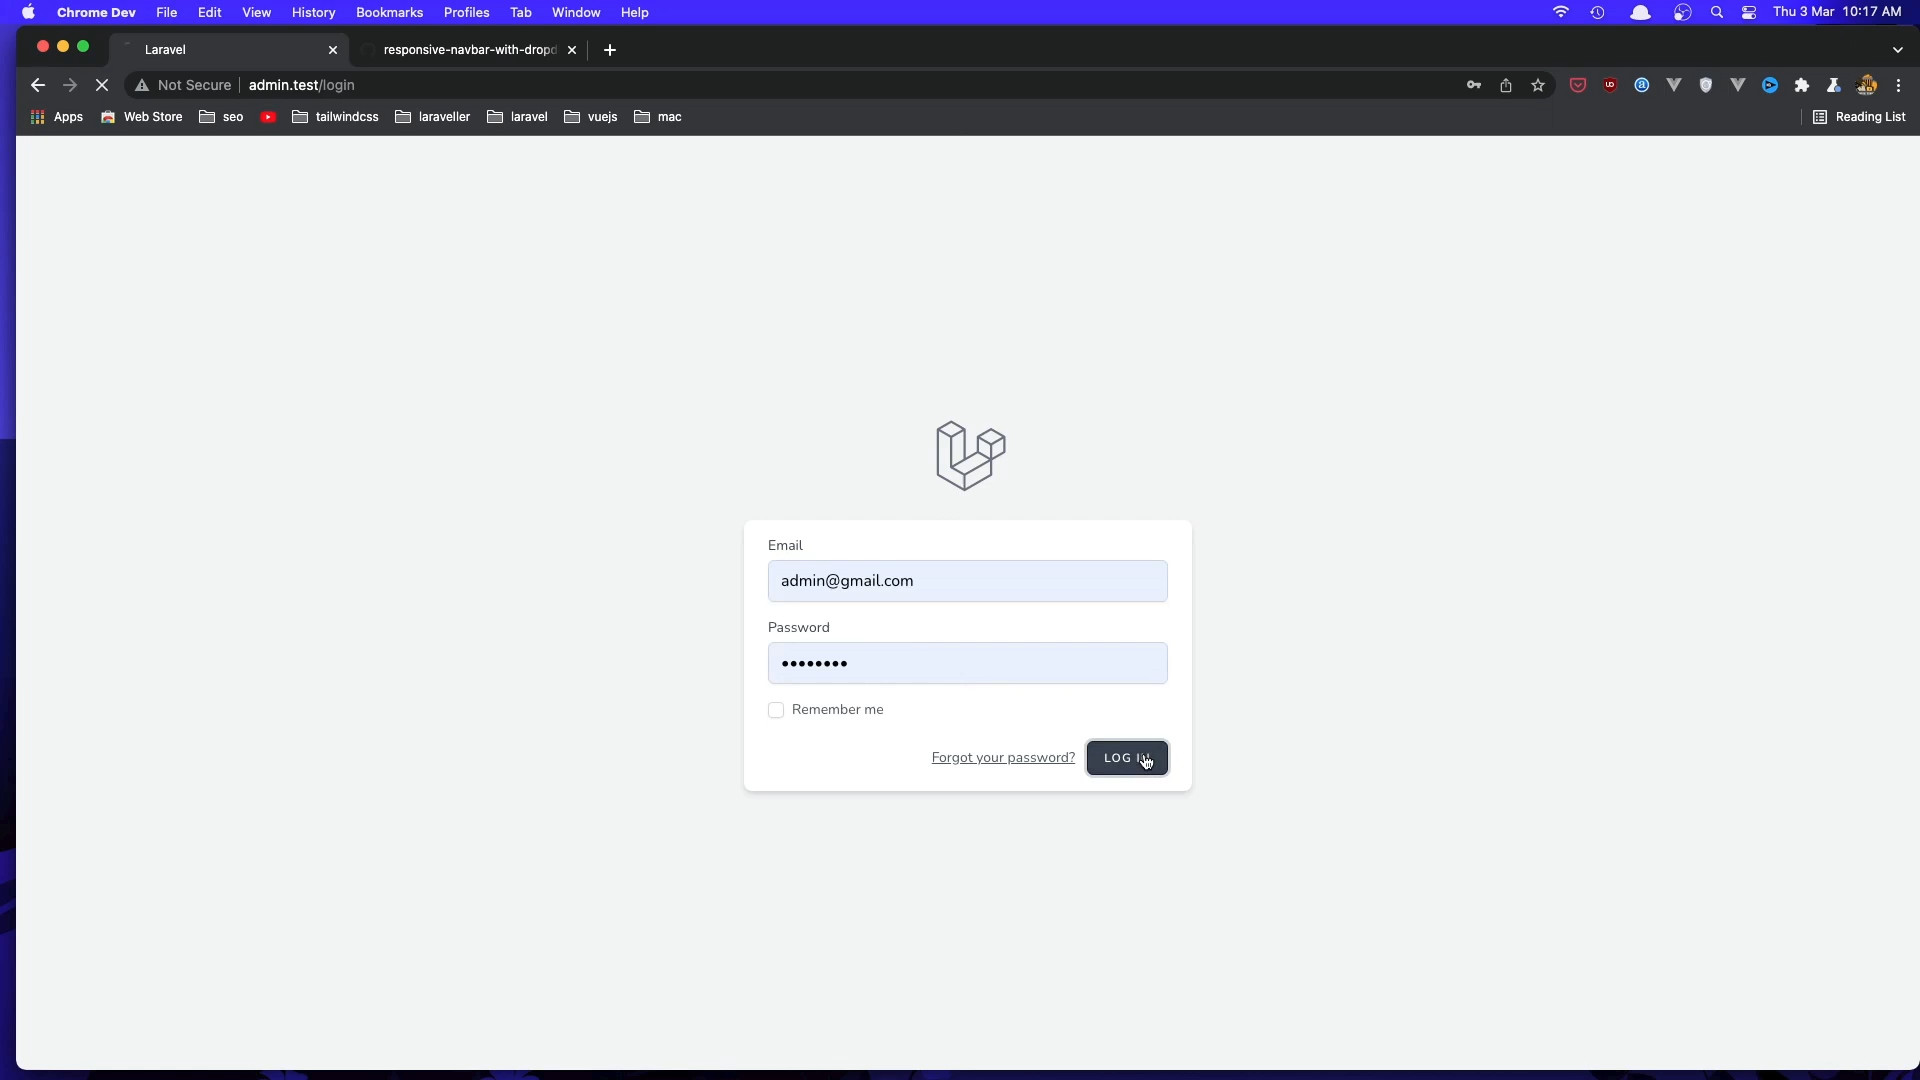 Chrome Dev File Edit View History Bookmarks Profiles Tab Window Help Thu 3 Mar 10:17 AM
Laravel responsive-navbar-with-dropd
Not Secure admin.test/login
Apps Web Store seo tailwindcss laraveller laravel vuejs mac Reading List
Email
admin@gmail.com
Password
Remember me
Forgot your password? LOG